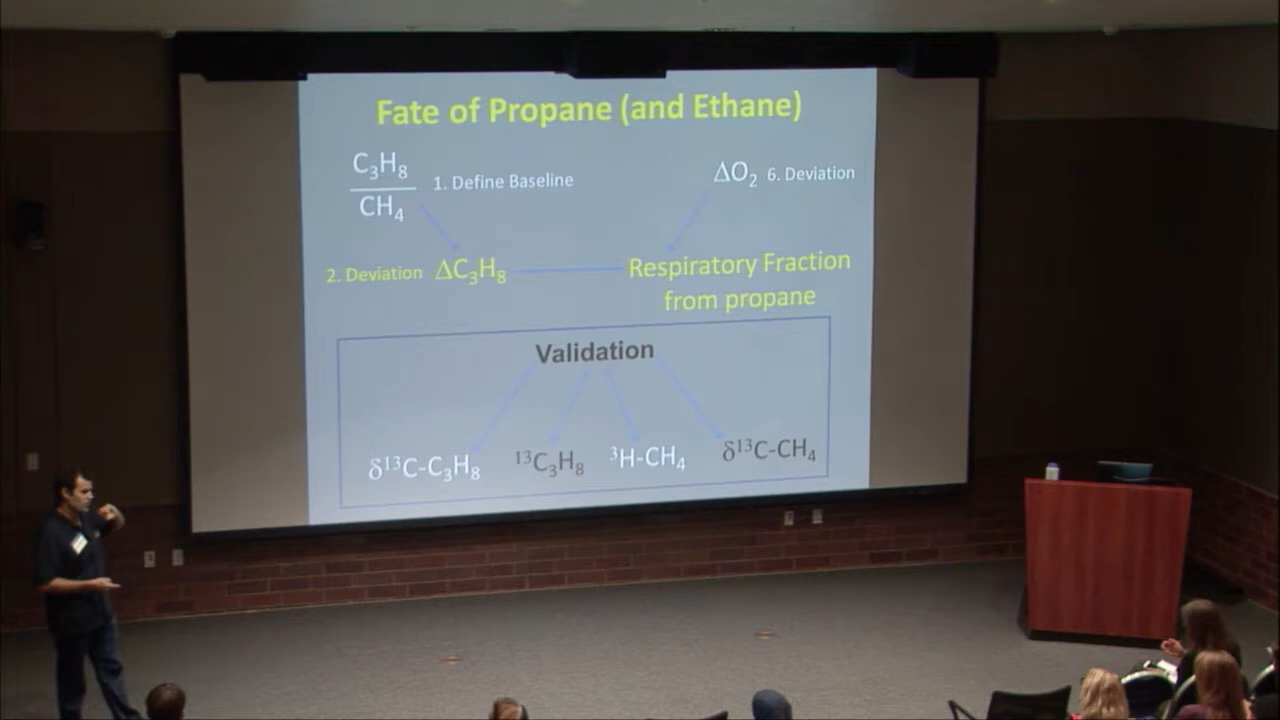 Fate of Propane (and Ethane)
C₃H₈
CH₄
1. Define Baseline
ΔO₂ 6. Deviation
2. Deviation ΔC₃H₈
Respiratory Fraction
from propane
Validation
δ¹³C-C₃H₈ ¹³C₃H₈ ³H-CH₄ δ¹³C-CH₄